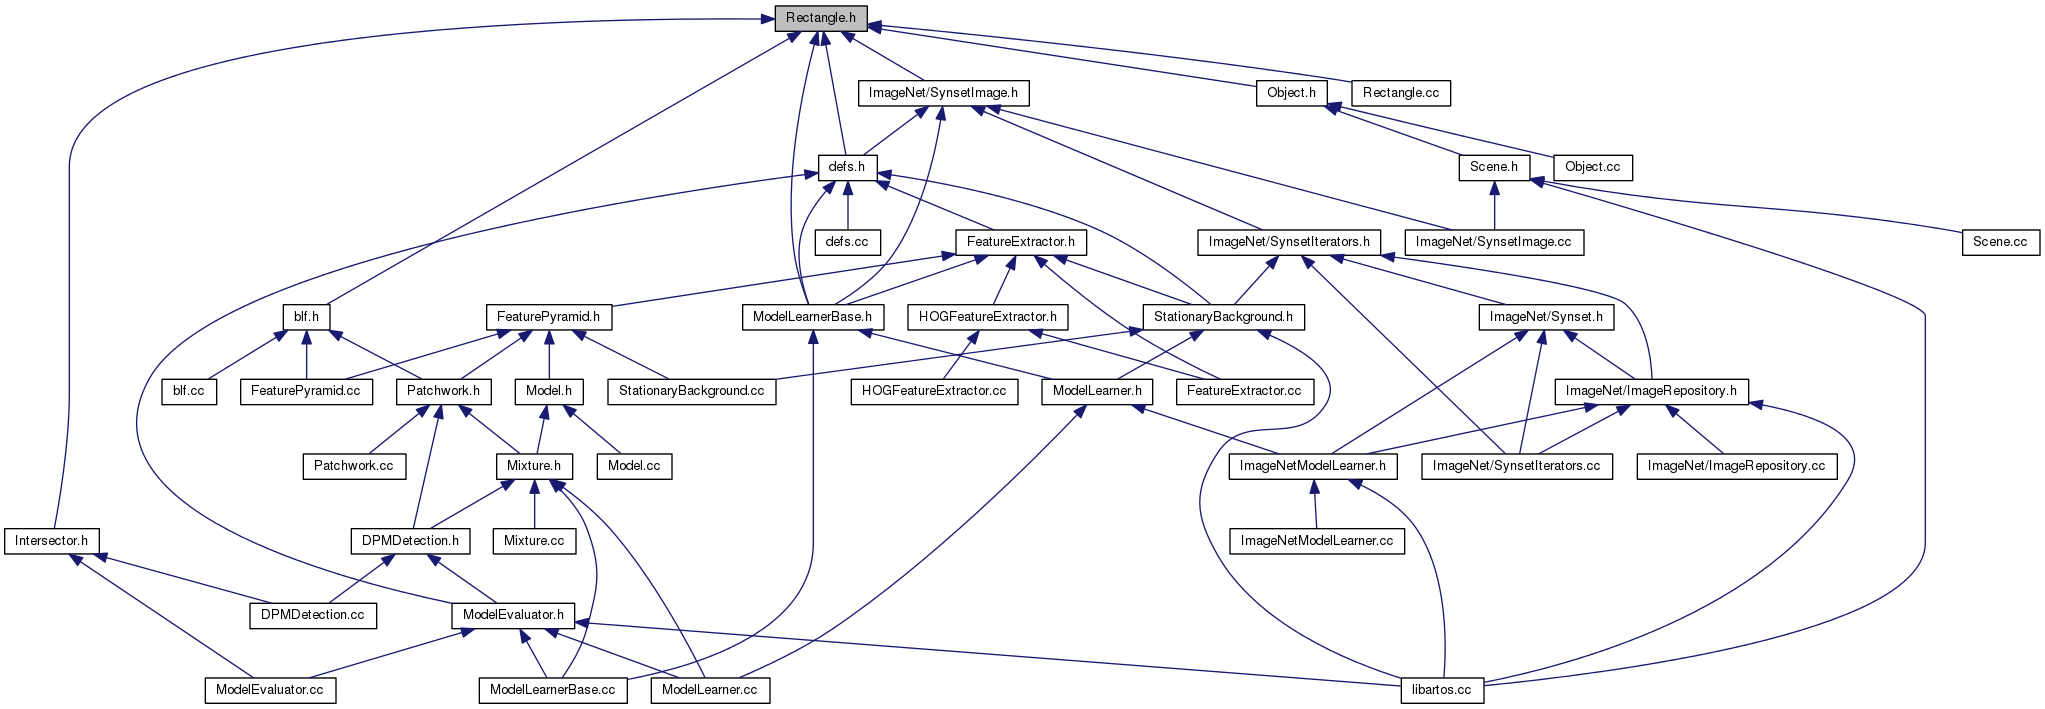 Rectangle.h
ImageNet/SynsetImage.h
Object.h
Rectangle.cc
defs.h
Scene.h
Object.cc
defs.cc
FeatureExtractor.h
ImageNet/SynsetIterators.h
ImageNet/SynsetImage.cc
Scene.cc
blf.h
FeaturePyramid.h
ModelLearnerBase.h
HOGFeatureExtractor.h
StationaryBackground.h
ImageNet/Synset.h
blf.cc
FeaturePyramid.cc
Patchwork.h
Model.h
StationaryBackground.cc
HOGFeatureExtractor.cc
ModelLearner.h
FeatureExtractor.cc
ImageNet/ImageRepository.h
Patchwork.cc
Mixture.h
Model.cc
ImageNetModelLearner.h
ImageNet/SynsetIterators.cc
ImageNet/ImageRepository.cc
Intersector.h
DPMDetection.h
Mixture.cc
ImageNetModelLearner.cc
DPMDetection.cc
ModelEvaluator.h
ModelEvaluator.cc
ModelLearnerBase.cc
ModelLearner.cc
libartos.cc